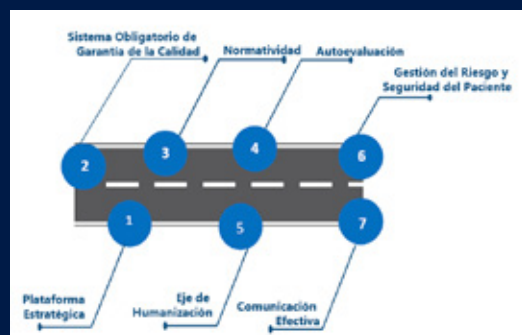 Sistema Obligatorio de
Garantía de la Calidad
Normatividad
Autoevaluación
Gestión del Riesgo y
Seguridad del Paciente
2
3
4
6
1
5
7
Plataforma
Estratégica
Eje de
Humanización
Comunicación
Efectiva